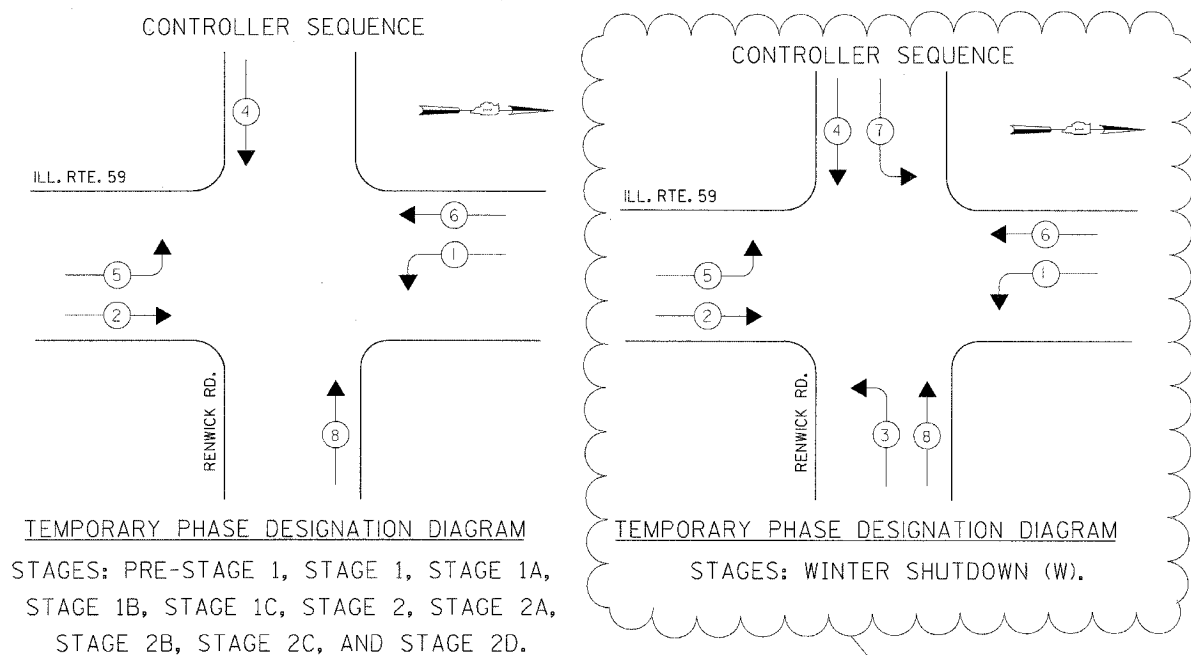 CONTROLLER SEQUENCE
4
ILL. RTE. 59
6
1
5
2
RENWICK RD.
8
TEMPORARY PHASE DESIGNATION DIAGRAM
STAGES: PRE-STAGE 1, STAGE 1, STAGE 1A,
STAGE 1B, STAGE 1C, STAGE 2, STAGE 2A,
STAGE 2B, STAGE 2C, AND STAGE 2D.
CONTROLLER SEQUENCE
4
7
ILL. RTE. 59
6
1
5
2
RENWICK RD.
3
8
TEMPORARY PHASE DESIGNATION DIAGRAM
STAGES: WINTER SHUTDOWN (W).